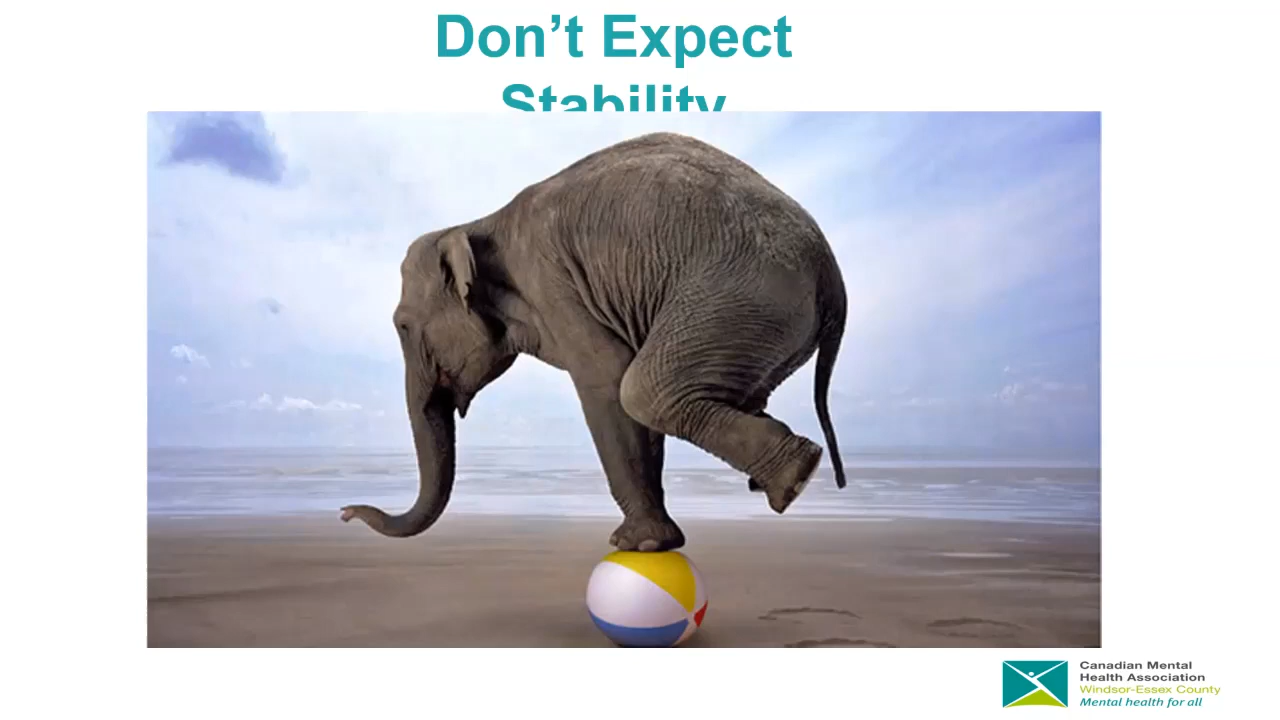 Don’t Expect
Stability
Canadian Mental
Health Association
Windsor-Essex County
Mental health for all